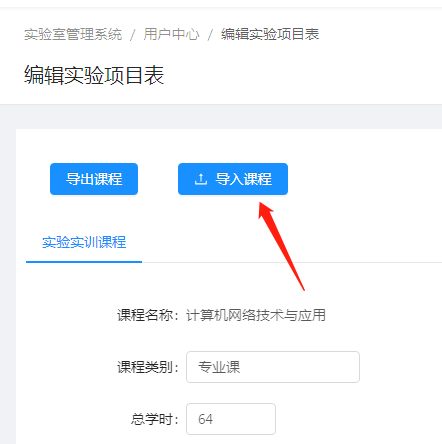 实验室管理系统 / 用户中心 / 编辑实验项目表
编辑实验项目表
导出课程 导入课程
实验实训课程
课程名称: 计算机网络技术与应用
课程类别: 专业课
总学时: 64